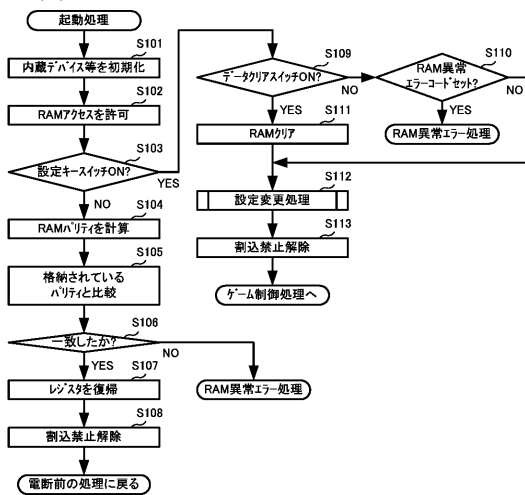 起動処理
S101
内蔵デバイス等を初期化
S102
RAMアクセスを許可
S103
設定キースイッチON?
YES
NO
S104
RAMパリティを計算
S105
格納されている
パリティと比較
S106
一致したか?
NO
YES
S107
レジスタを復帰
RAM異常エラー処理
S108
割込禁止解除
電断前の処理に戻る
S109
データクリアスイッチON?
NO
YES
S110
RAM異常
エラーコードセット?
NO
YES
RAM異常エラー処理
S111
RAMクリア
S112
設定変更処理
S113
割込禁止解除
ゲーム制御処理へ